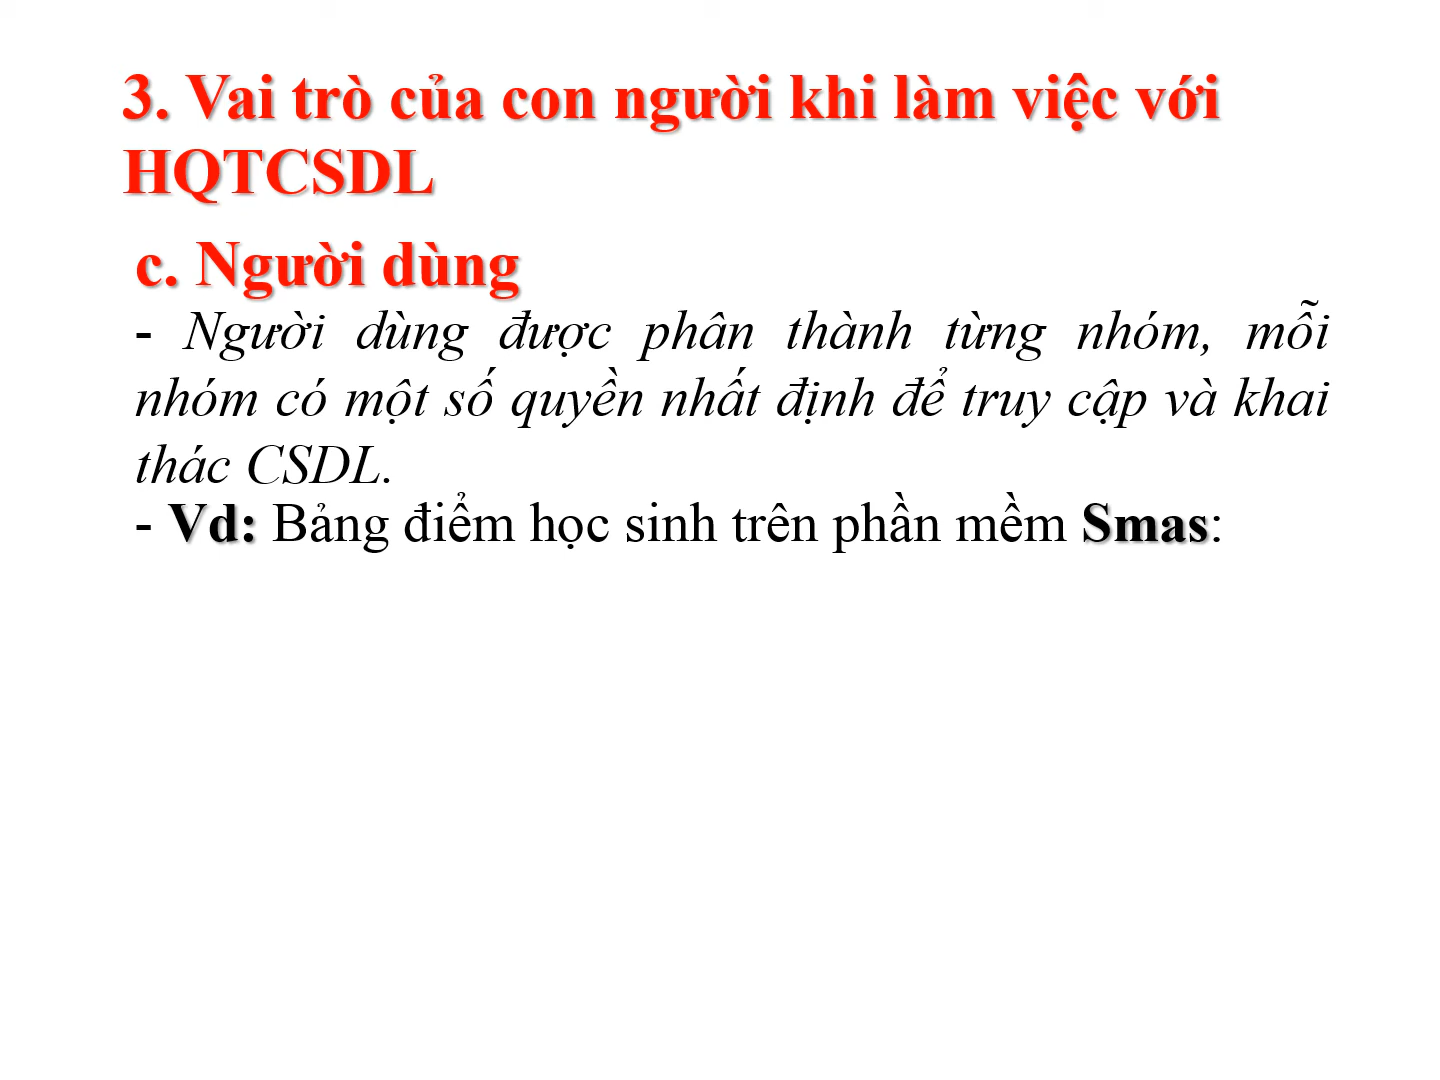 3. Vai trò của con người khi làm việc với
HQTCSDL
c. Người dùng
- Người dùng được phân thành từng nhóm, mỗi
nhóm có một số quyền nhất định để truy cập và khai
thác CSDL.
- Vd: Bảng điểm học sinh trên phần mềm Smas: